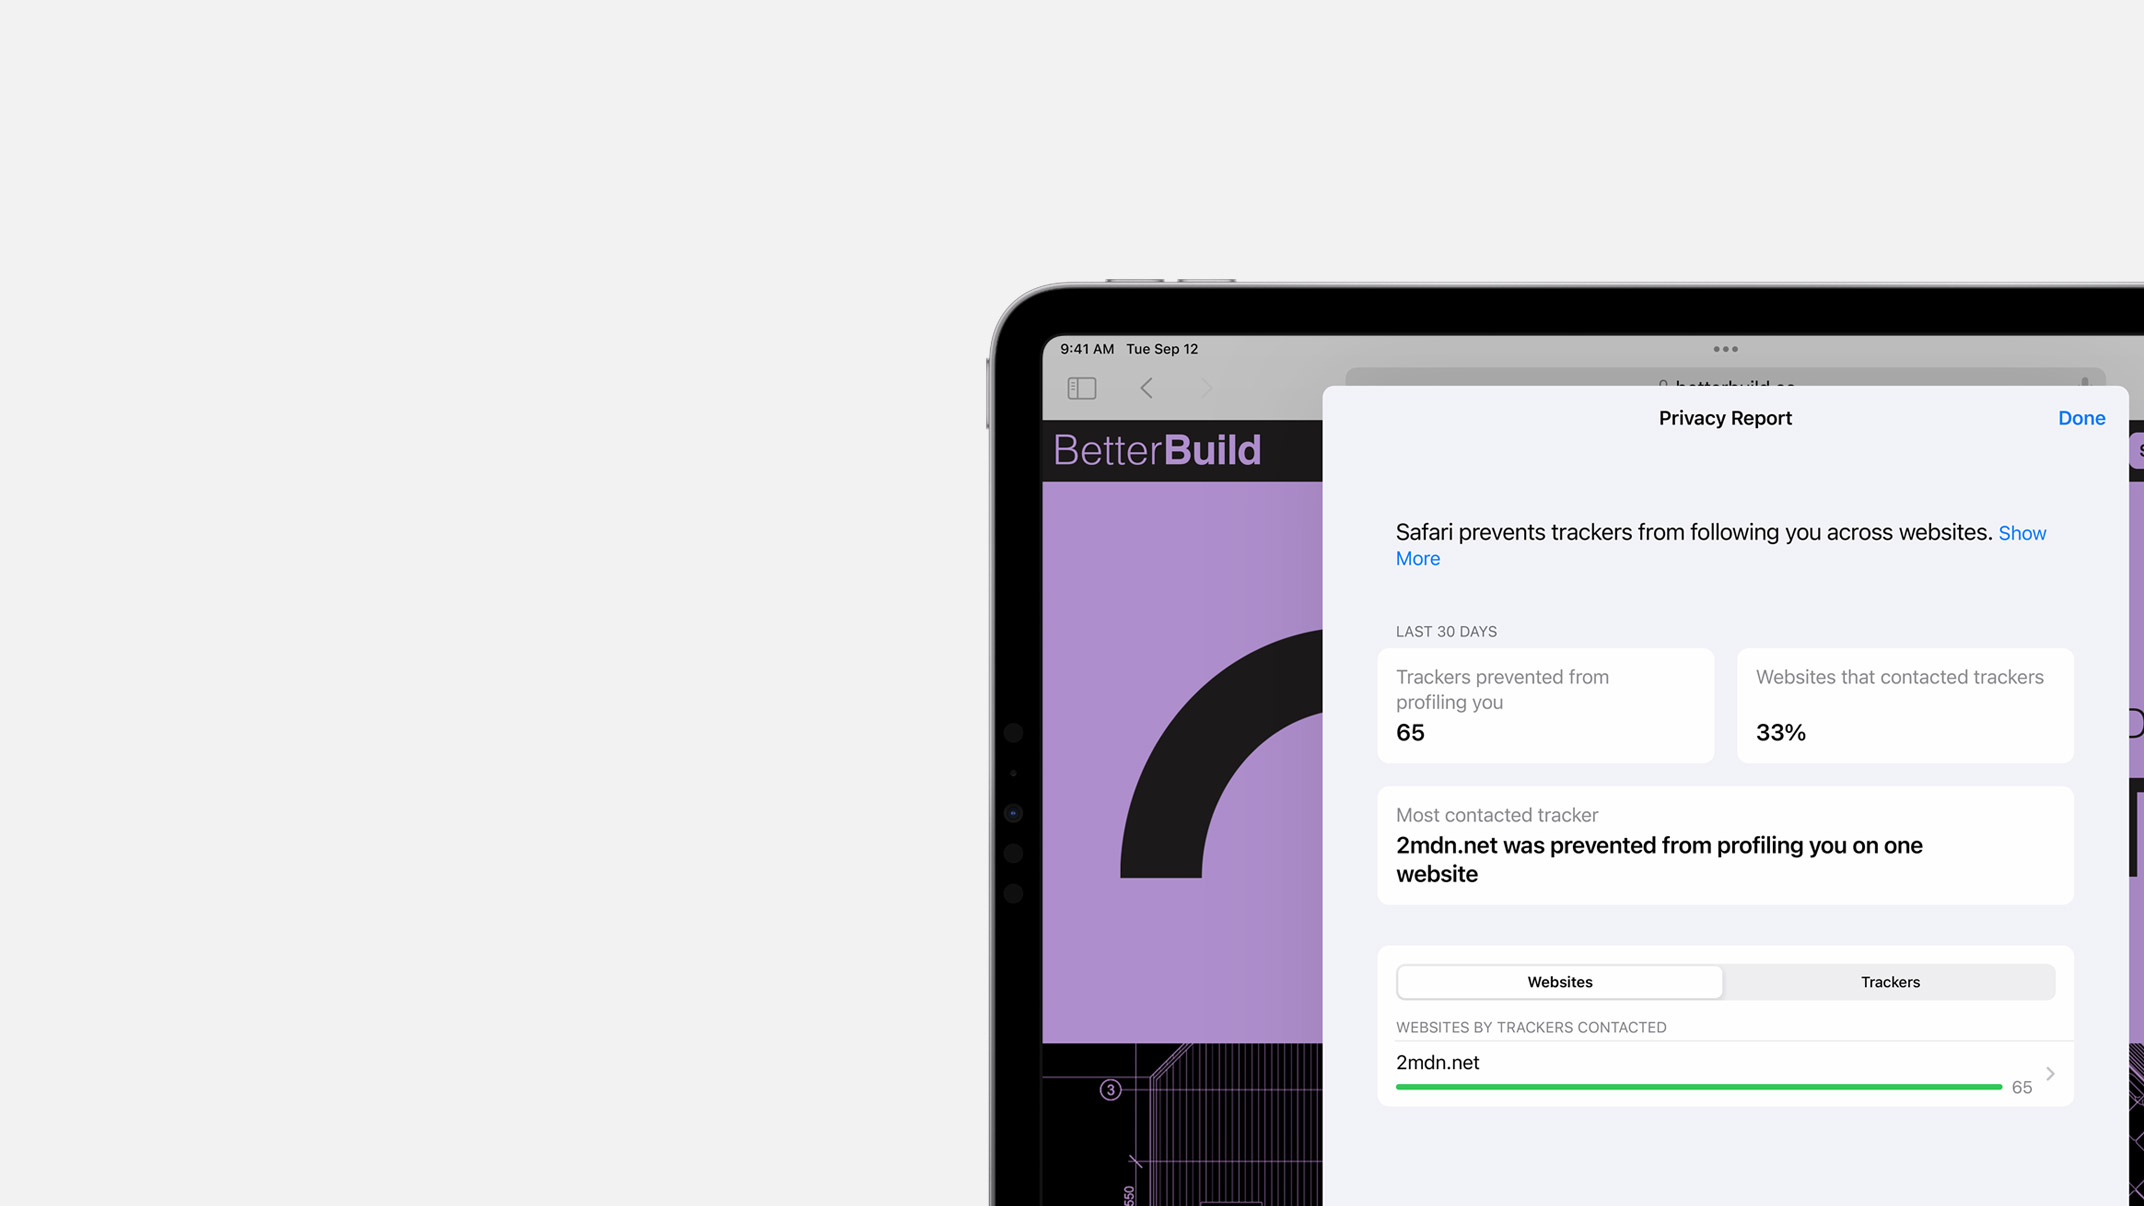 9:41 AM Tue Sep 12
BetterBuild
Privacy Report
Done
Safari prevents trackers from following you across websites. Show
More
LAST 30 DAYS
Trackers prevented from
profiling you
65
Websites that contacted trackers
33%
Most contacted tracker
2mdn.net was prevented from profiling you on one
website
Websites
Trackers
WEBSITES BY TRACKERS CONTACTED
2mdn.net
65
3
550